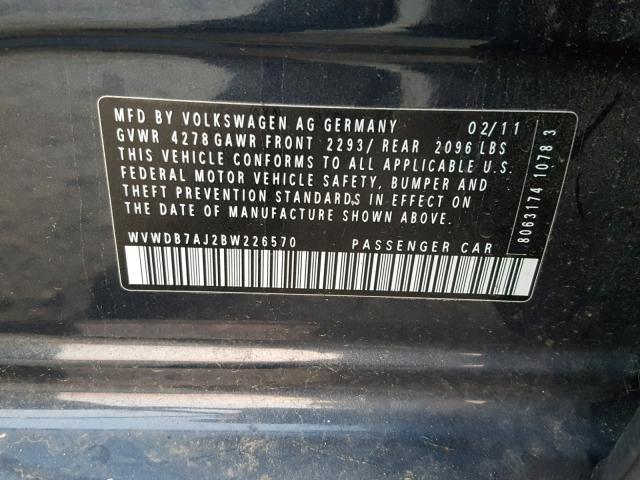 MFD BY VOLKSWAGEN AG GERMANY 02/11
GVWR 4278 GAWR FRONT 2293/ REAR 2096 LBS
THIS VEHICLE CONFORMS TO ALL APPLICABLE U.S.
FEDERAL MOTOR VEHICLE SAFETY, BUMPER AND
THEFT PREVENTION STANDARDS IN EFFECT ON
THE DATE OF MANUFACTURE SHOWN ABOVE.
WVWDB7AJ2BW226570 PASSENGER CAR
8063174 1078 3